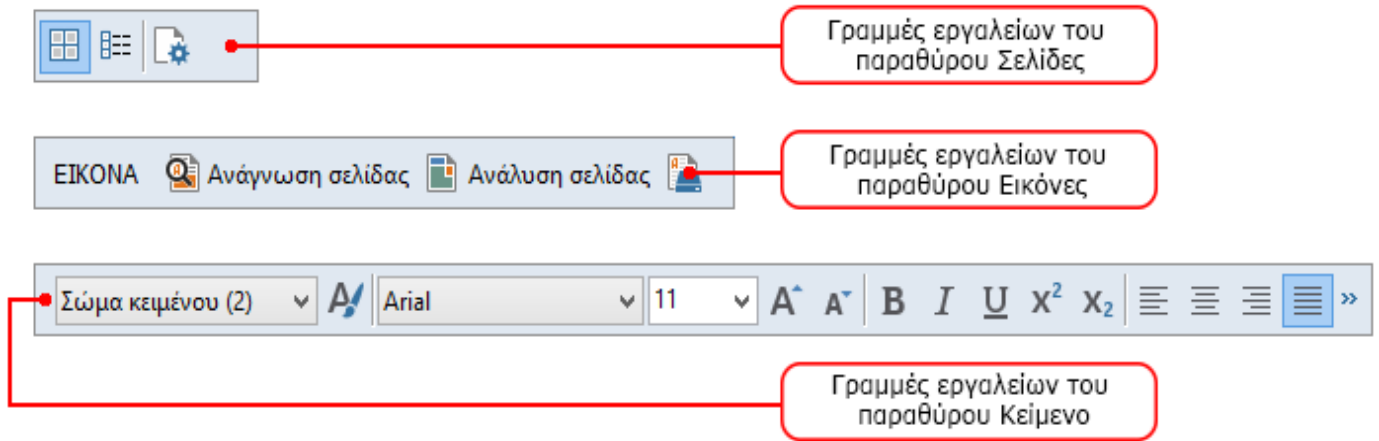 Γραμμές εργαλείων του
παραθύρου Σελίδες
ΕΙΚΟΝΑ Ανάγνωση σελίδας Ανάλυση σελίδας
Γραμμές εργαλείων του
παραθύρου Εικόνες
Σώμα κειμένου (2) A Arial 11 A A B I U X² X₂ »
Γραμμές εργαλείων του
παραθύρου Κείμενο